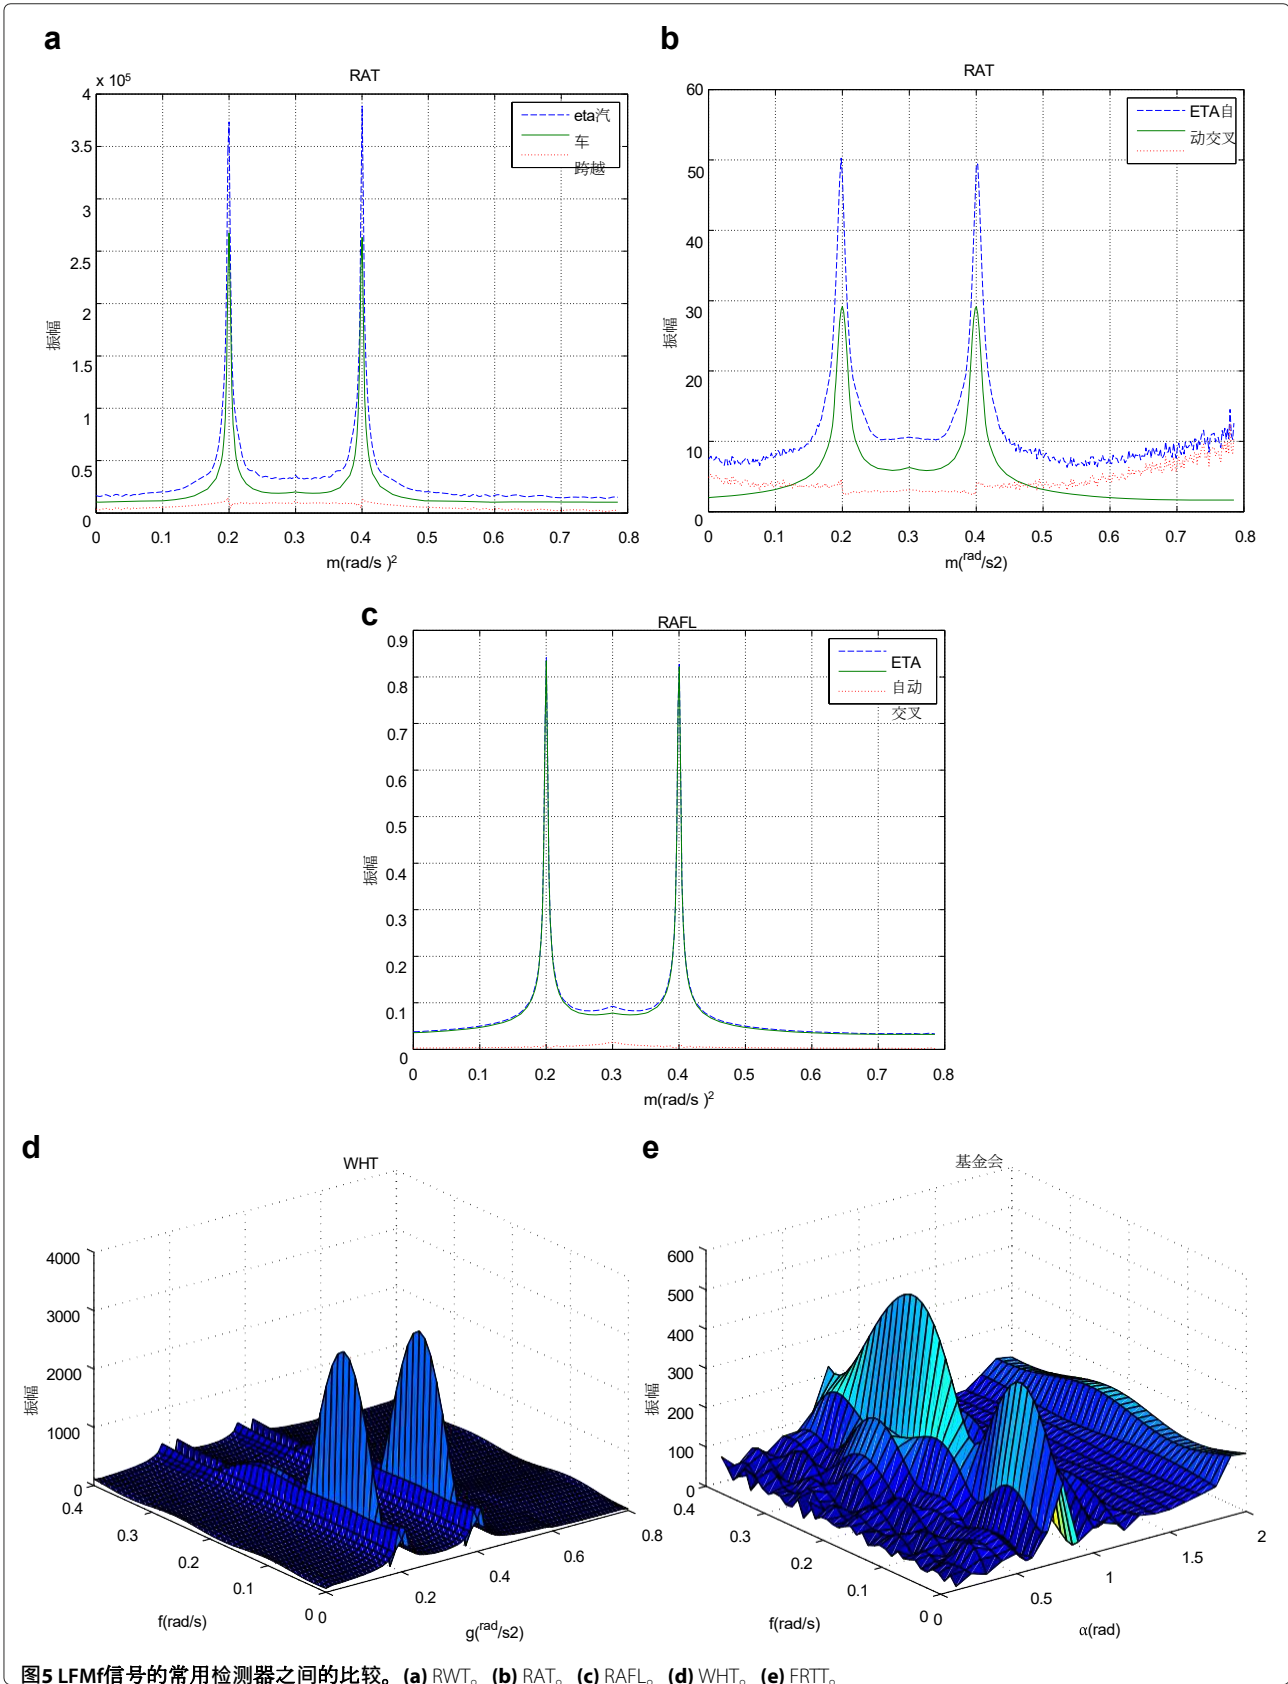 a
x 10⁵
RAT
4
3.5
3
2.5
2
1.5
1
0.5
0
振幅
eta汽
车
跨越
0 0.1 0.2 0.3 0.4 0.5 0.6 0.7 0.8
m(rad/s )²
b
RAT
60
50
40
30
20
10
0
振幅
ETA自
动交叉
0 0.1 0.2 0.3 0.4 0.5 0.6 0.7 0.8
m(rad/s2)
c
RAFL
0.9
0.8
0.7
0.6
0.5
0.4
0.3
0.2
0.1
0
振幅
ETA
自动
交叉
0 0.1 0.2 0.3 0.4 0.5 0.6 0.7 0.8
m(rad/s )²
d
WHT
4000
3000
2000
1000
0
振幅
0.4
0.3
0.2
0.1
0
f(rad/s)
0
0.2
0.4
0.6
0.8
g(rad/s2)
e
基金会
600
500
400
300
200
100
0
振幅
0.4
0.3
0.2
0.1
0
f(rad/s)
0
0.5
1
1.5
2
α(rad)
图5 LFMf信号的常用检测器之间的比较。(a) RWT。(b) RAT。(c) RAFL。(d) WHT。(e) FRTT。